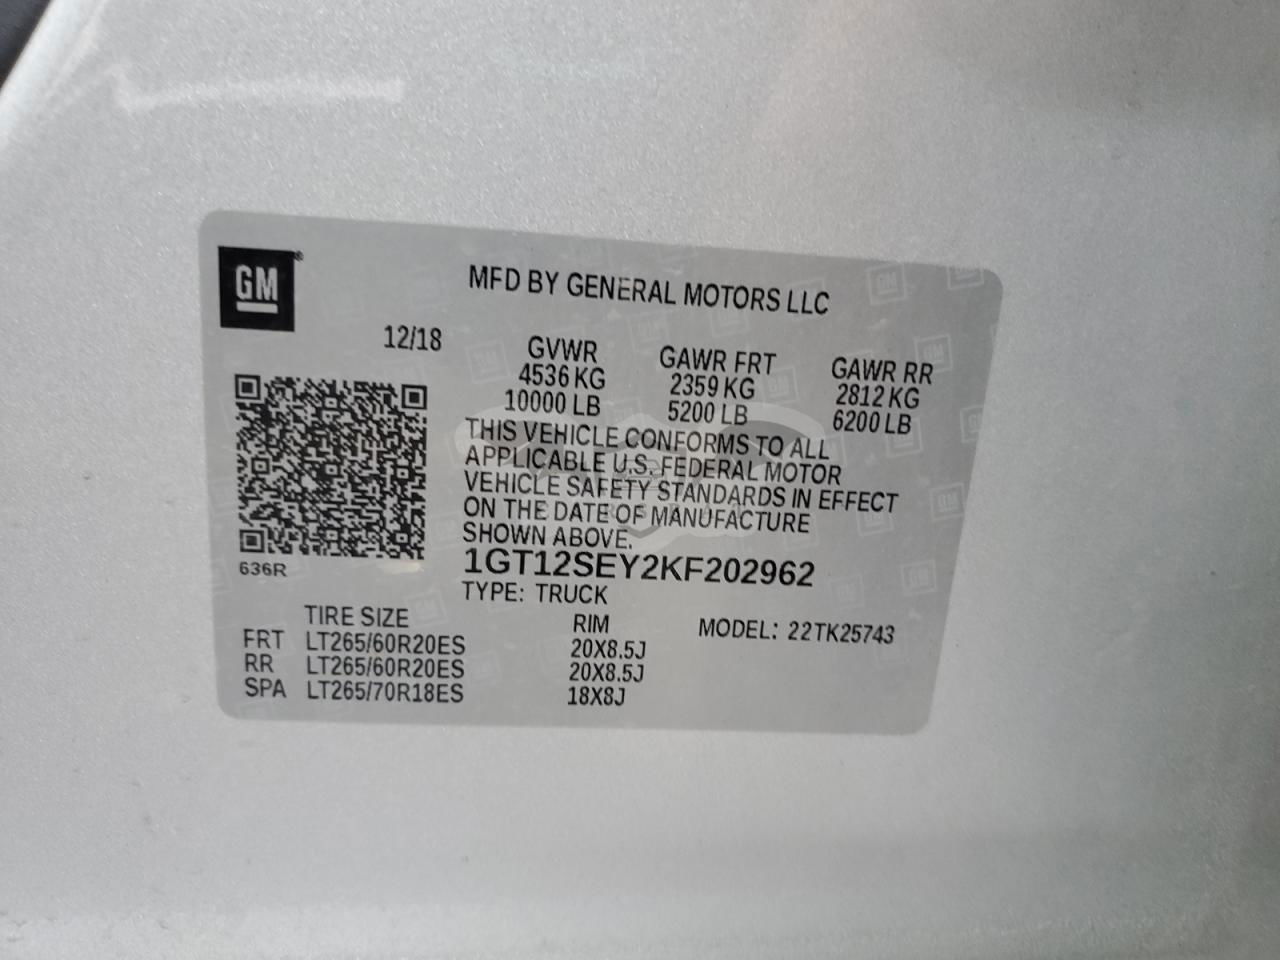 GM
MFD BY GENERAL MOTORS LLC
12/18
GVWR GAWR FRT GAWR RR
4536 KG 2359 KG 2812 KG
10000 LB 5200 LB 6200 LB
THIS VEHICLE CONFORMS TO ALL
APPLICABLE U.S. FEDERAL MOTOR
VEHICLE SAFETY STANDARDS IN EFFECT
ON THE DATE OF MANUFACTURE
SHOWN ABOVE.
636R
1GT12SEY2KF202962
TYPE: TRUCK
TIRE SIZE RIM MODEL: 22TK25743
FRT LT265/60R20ES 20X8.5J
RR LT265/60R20ES 20X8.5J
SPA LT265/70R18ES 18X8J